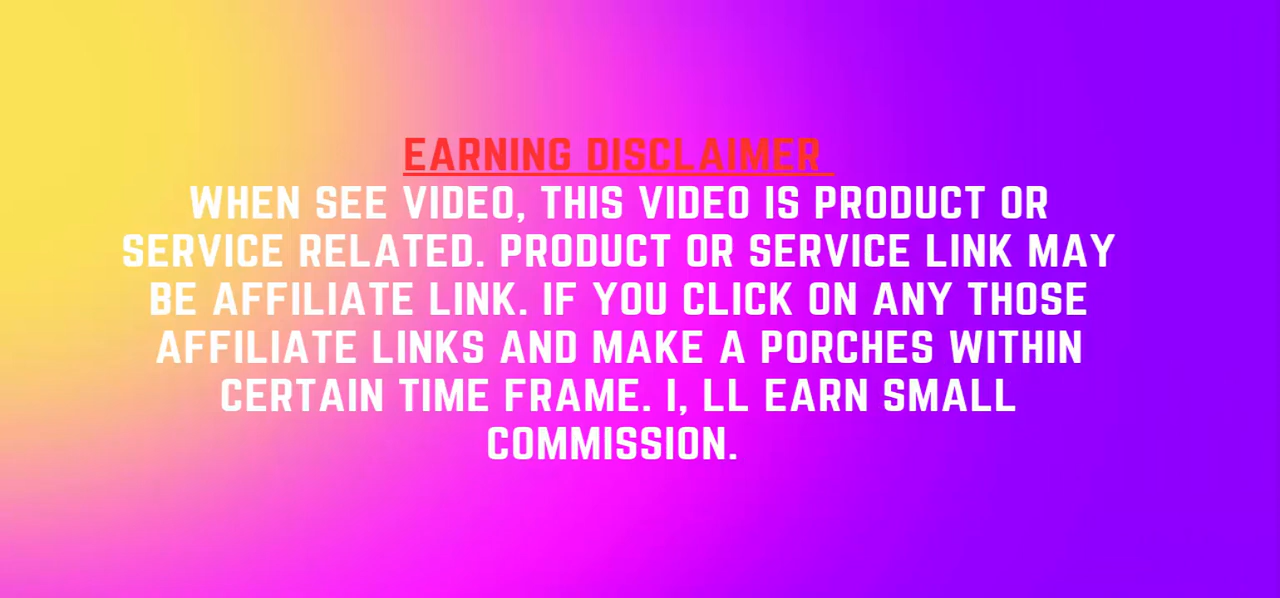 EARNING DISCLAIMER
WHEN SEE VIDEO, THIS VIDEO IS PRODUCT OR
SERVICE RELATED. PRODUCT OR SERVICE LINK MAY
BE AFFILIATE LINK. IF YOU CLICK ON ANY THOSE
AFFILIATE LINKS AND MAKE A PORCHES WITHIN
CERTAIN TIME FRAME. I, LL EARN SMALL
COMMISSION.